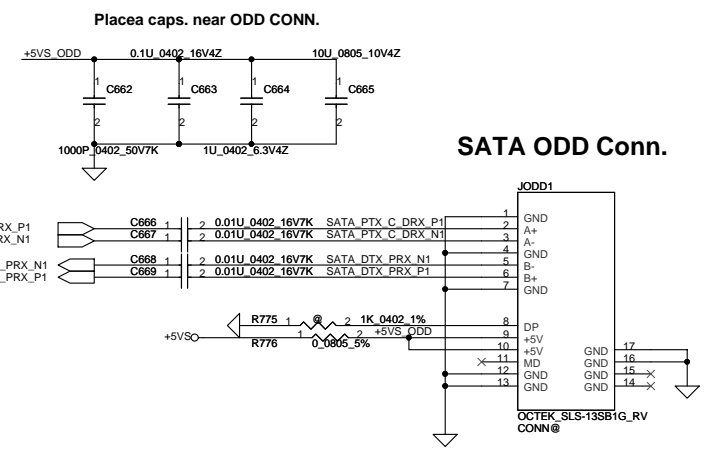 Placea caps. near ODD CONN.
+5VS_ODD 0.1U_0402_16V4Z 10U_0805_10V4Z
1 1 1 1
C662 C663 C664 C665
2 2 2 2
1000P_0402_50V7K 1U_0402_6.3V4Z
SATA ODD Conn.
JODD1
RX_P1 C666 1 2 0.01U_0402_16V7K SATA_PTX_C_DRX_P1
RX_N1 C667 1 2 0.01U_0402_16V7K SATA_PTX_C_DRX_N1
_PRX_N1 C668 1 2 0.01U_0402_16V7K SATA_DTX_PRX_N1
_PRX_P1 C669 1 2 0.01U_0402_16V7K SATA_DTX_PRX_P1
1 GND
2 A+
3 A-
4 GND
5 B-
6 B+
7 GND
R775 1 @ 2 1K_0402_1% 8 DP
+5VS 1 2 +5VS_ODD 9 +5V
R776 0_0805_5% 10 +5V
11 MD
12 GND
13 GND
GND 17
GND 16
GND 15
GND 14
OCTEK_SLS-13SB1G_RV
CONN@